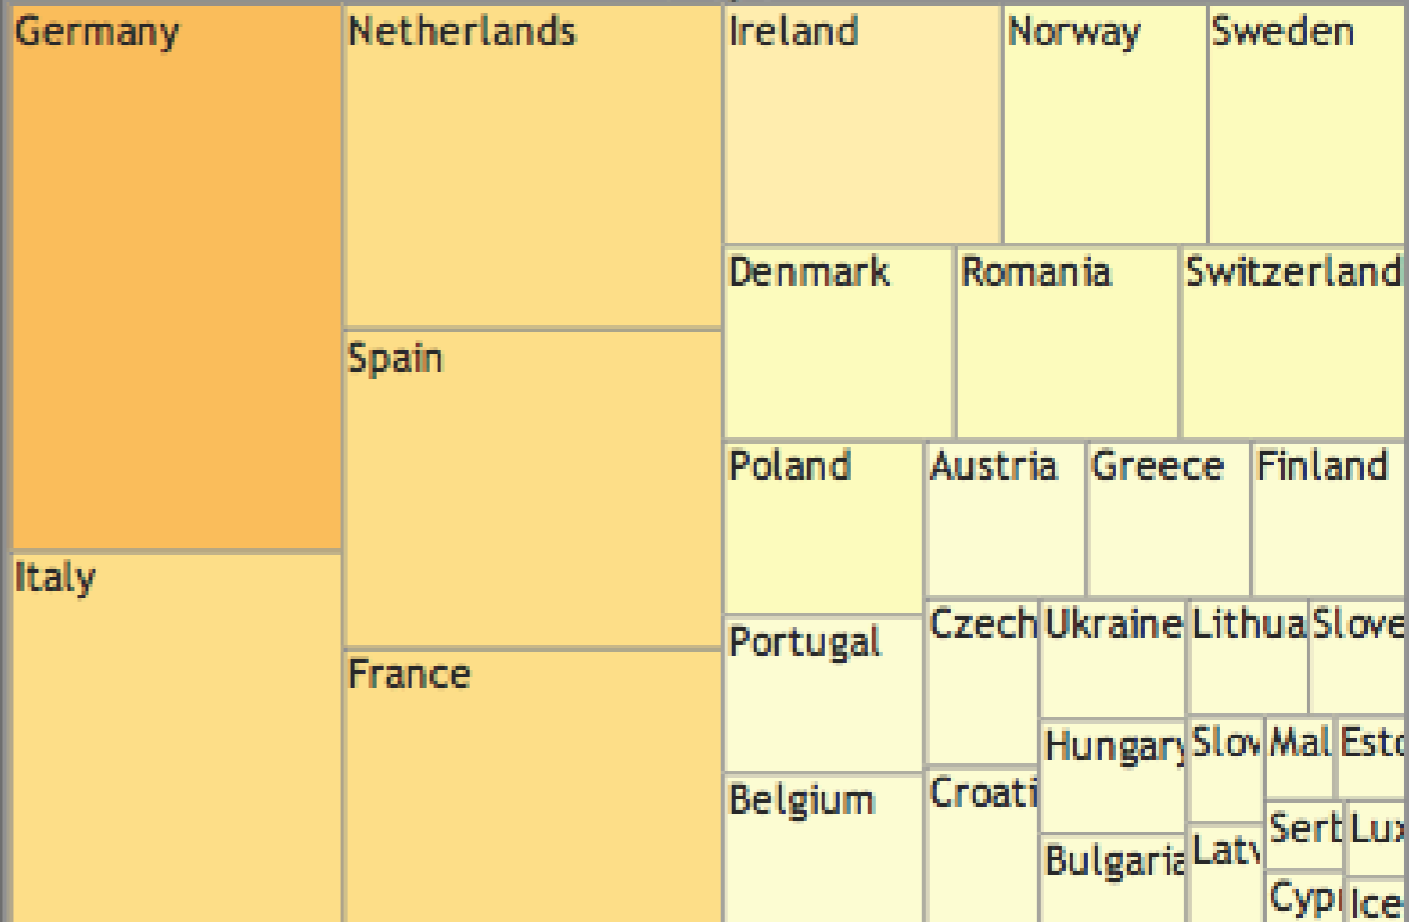 Germany
Netherlands
Ireland
Norway
Sweden
Denmark
Romania
Switzerland
Spain
Poland
Austria
Greece
Finland
Italy
Portugal
Czech
Ukraine
Lithua
Slove
France
Hungary
Slov
Mal
Esto
Belgium
Croati
Bulgaria
Latv
Serb
Lux
Cypr
Ice